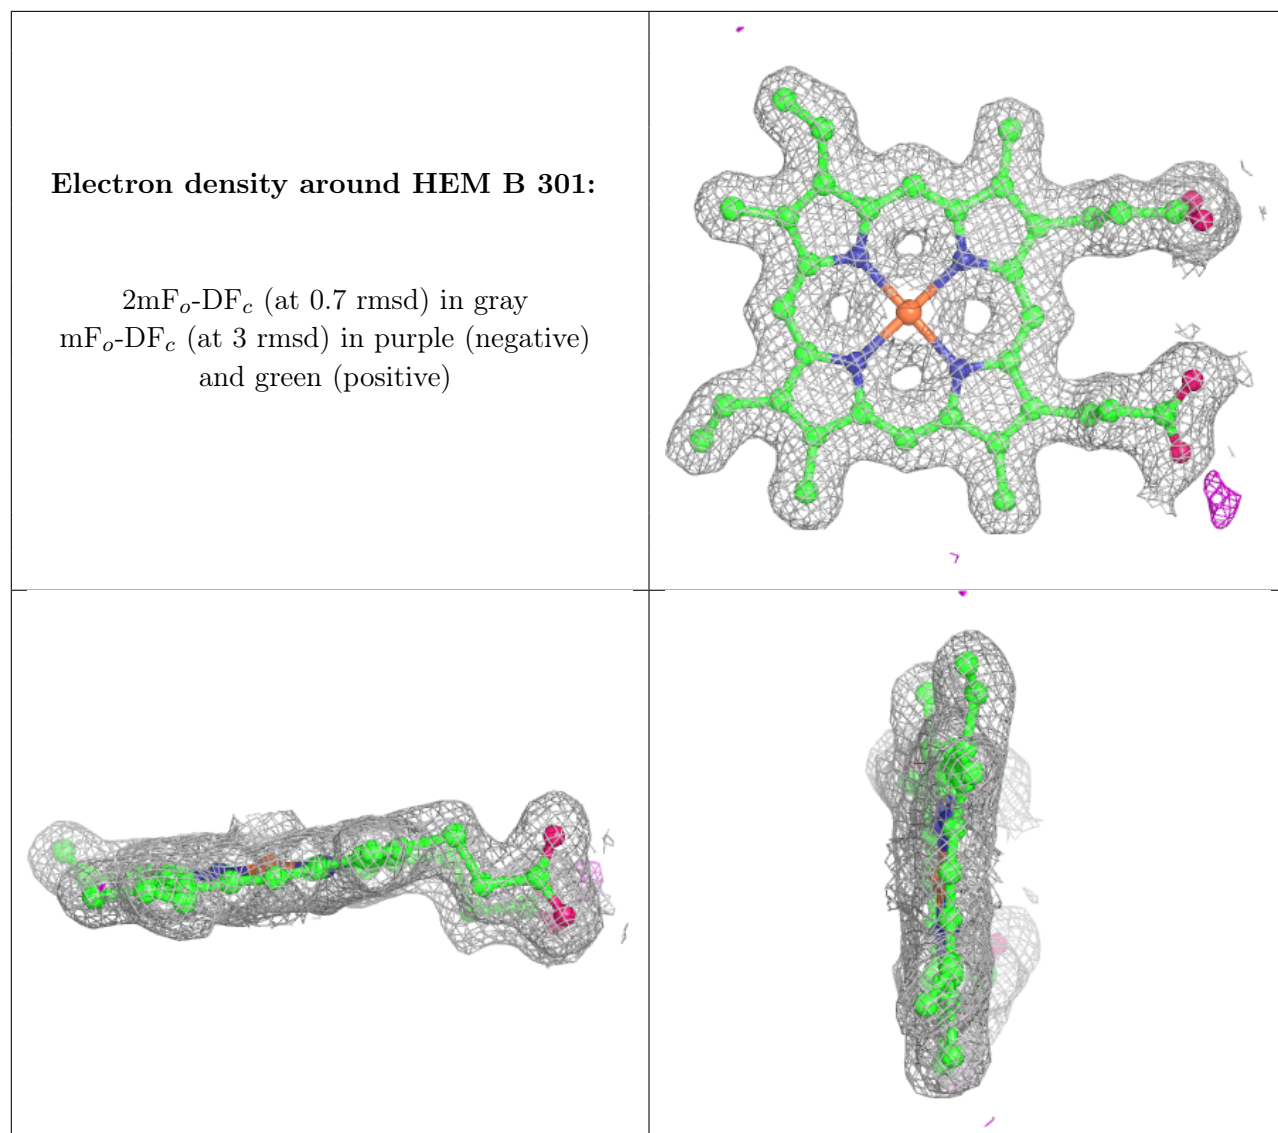 Electron density around HEM B 301:
2mFo-DFc (at 0.7 rmsd) in gray
mFo-DFc (at 3 rmsd) in purple (negative)
and green (positive)